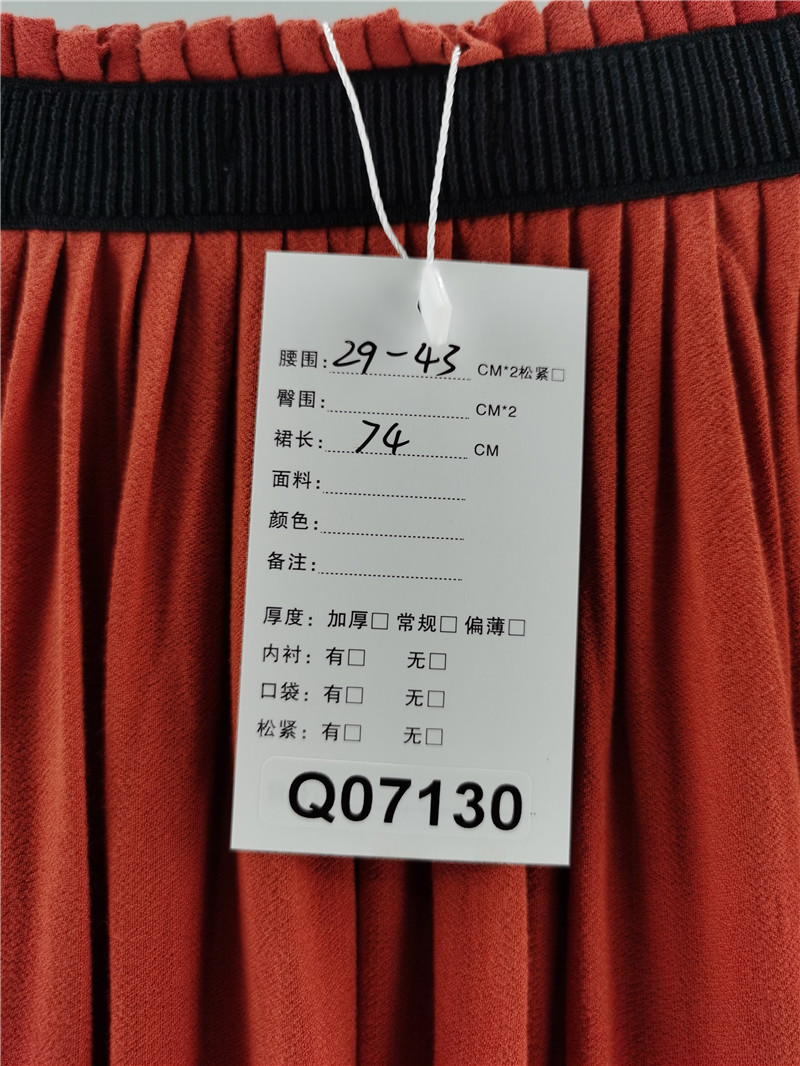 腰围:29-43 CM*2松紧□
臀围: CM*2
裙长:74 CM
面料:
颜色:
备注:
厚度: 加厚□ 常规□ 偏薄□
内衬: 有□ 无□
口袋: 有□ 无□
松紧: 有□ 无□
Q07130